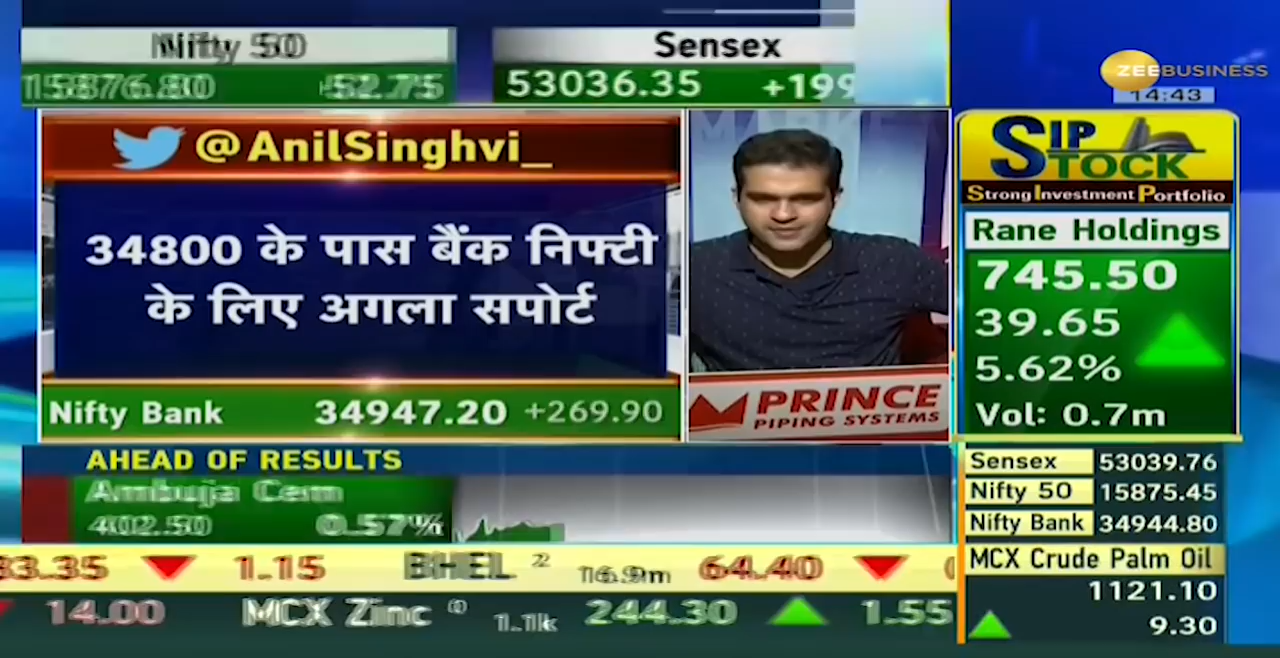 Nifty 50
Sensex
15876.80 +52.75
53036.35 +199
ZEEBUSINESS
14:43
@AnilSinghvi_
34800 के पास बैंक निफ्टी
के लिए अगला सपोर्ट
Nifty Bank 34947.20 +269.90
PRINCE
PIPING SYSTEMS
SIP
STOCK
Strong Investment Portfolio
Rane Holdings
745.50
39.65
5.62%
Vol: 0.7m
AHEAD OF RESULTS
Ambuja Cem
402.50 0.57%
Sensex 53039.76
Nifty 50 15875.45
Nifty Bank 34944.80
MCX Crude Palm Oil
1121.10
9.30
33.35 1.15 BHEL 2 16.9m 64.40
14.00 MCX Zinc 1.1k 244.30 1.55